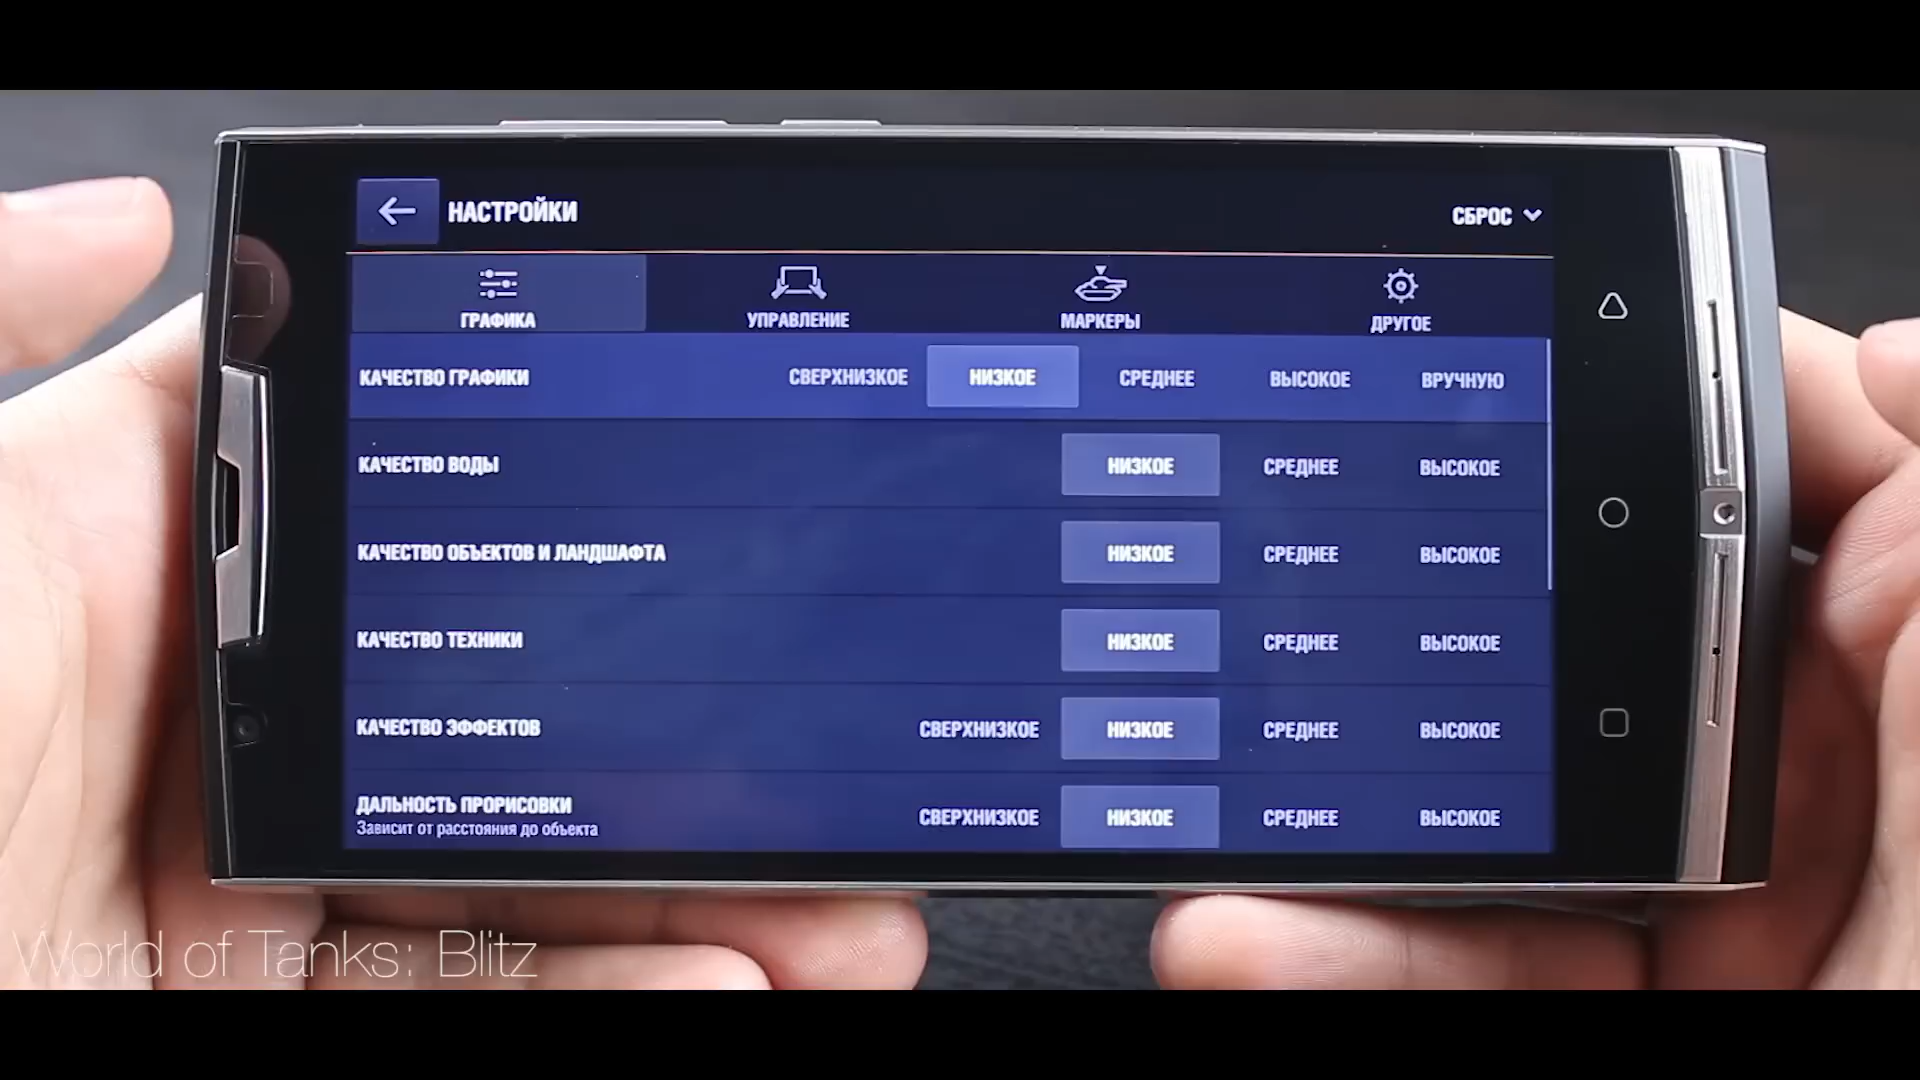 НАСТРОЙКИ
СБРОС
ГРАФИКА УПРАВЛЕНИЕ МАРКЕРЫ ДРУГОЕ
КАЧЕСТВО ГРАФИКИ СВЕРХНИЗКОЕ НИЗКОЕ СРЕДНЕЕ ВЫСОКОЕ ВРУЧНУЮ
КАЧЕСТВО ВОДЫ НИЗКОЕ СРЕДНЕЕ ВЫСОКОЕ
КАЧЕСТВО ОБЪЕКТОВ И ЛАНДШАФТА НИЗКОЕ СРЕДНЕЕ ВЫСОКОЕ
КАЧЕСТВО ТЕХНИКИ НИЗКОЕ СРЕДНЕЕ ВЫСОКОЕ
КАЧЕСТВО ЭФФЕКТОВ СВЕРХНИЗКОЕ НИЗКОЕ СРЕДНЕЕ ВЫСОКОЕ
ДАЛЬНОСТЬ ПРОРИСОВКИ СВЕРХНИЗКОЕ НИЗКОЕ СРЕДНЕЕ ВЫСОКОЕ
Зависит от расстояния до объекта
World of Tanks: Blitz